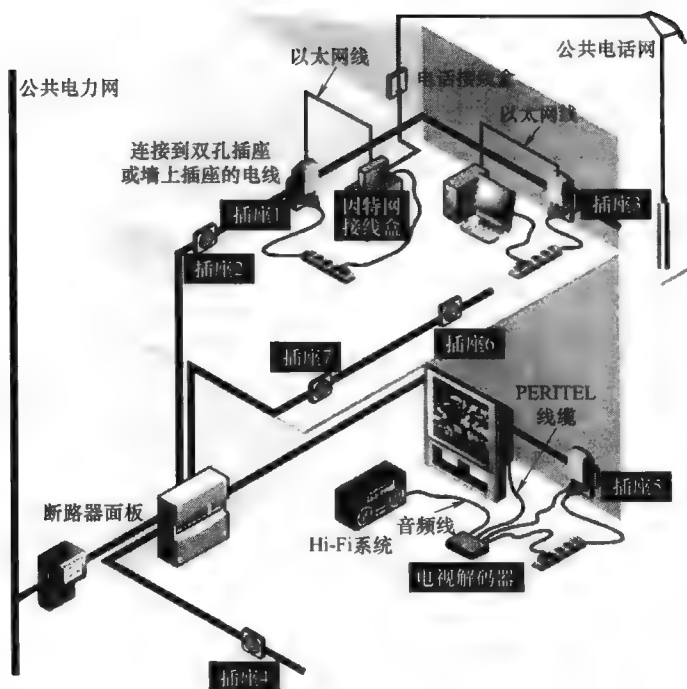 公共电力网
以太网线
电话接线盒
公共电话网
以太网线
连接到双孔插座
或墙上插座的电线
插座1
因特网
接线盒
插座3
插座2
插座6
插座7
PERITEL
线缆
断路器面板
插座5
音频线
Hi-Fi系统
电视解码器
插座4